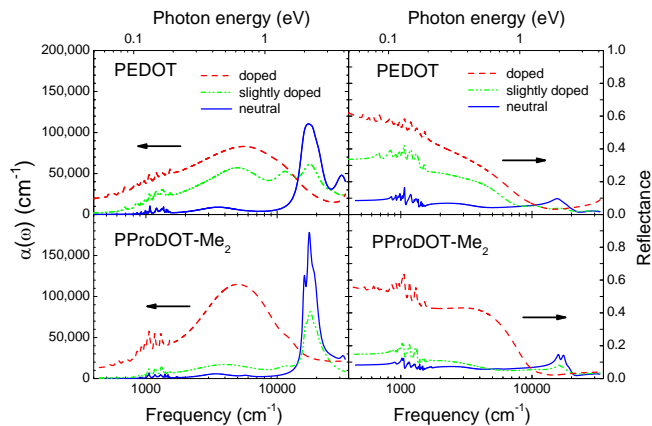 Photon energy (eV)
Photon energy (eV)
0.1 1
0.1 1
200,000
150,000
100,000
50,000
0
PEDOT
doped
slightly doped
neutral
PEDOT
doped
slightly doped
neutral
1.0
0.8
0.6
0.4
0.2
0.0
α(ω) (cm⁻¹)
Reflectance
150,000
100,000
50,000
0
PProDOT-Me₂
PProDOT-Me₂
0.8
0.6
0.4
0.2
0.0
1000 10000
1000 10000
Frequency (cm⁻¹)
Frequency (cm⁻¹)